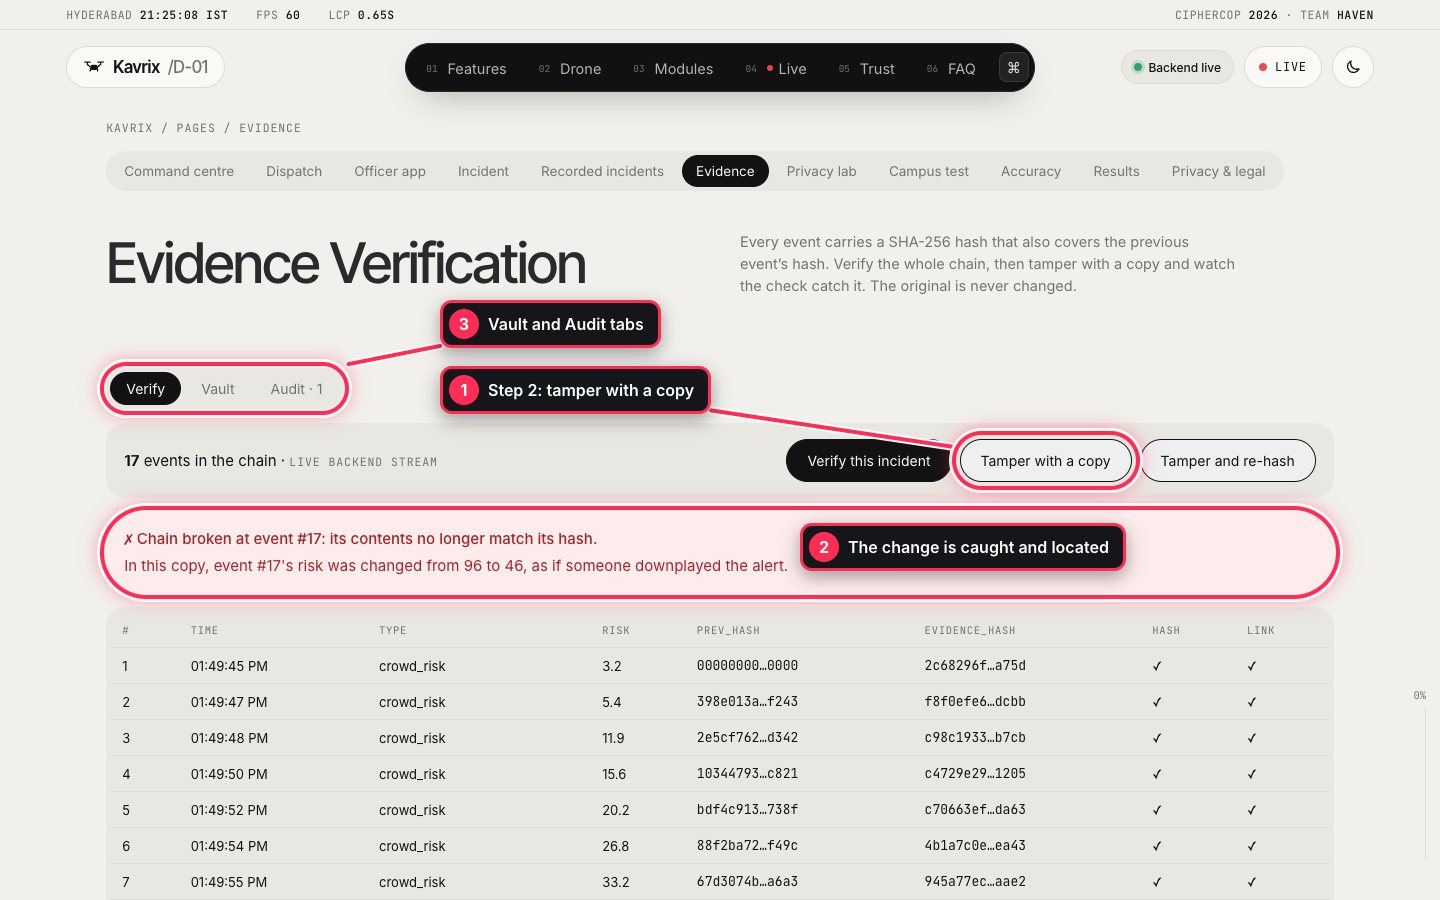 HYDERABAD 21:25:08 IST FPS 60 LCP 0.65S CIPHERCOP 2026 · TEAM HAVEN
Kavrix /D-01 01 Features 02 Drone 03 Modules 04 Live 05 Trust 06 FAQ ⌘ Backend live LIVE
KAVRIX / PAGES / EVIDENCE
Command centre Dispatch Officer app Incident Recorded incidents Evidence Privacy lab Campus test Accuracy Results Privacy & legal
Evidence Verification
Every event carries a SHA-256 hash that also covers the previous
event's hash. Verify the whole chain, then tamper with a copy and watch
the check catch it. The original is never changed.
3 Vault and Audit tabs
Verify Vault Audit · 1
1 Step 2: tamper with a copy
17 events in the chain · LIVE BACKEND STREAM Verify this incident Tamper with a copy Tamper and re-hash
✗ Chain broken at event #17: its contents no longer match its hash.
In this copy, event #17's risk was changed from 96 to 46, as if someone downplayed the alert.
2 The change is caught and located
# TIME TYPE RISK PREV_HASH EVIDENCE_HASH HASH LINK
1 01:49:45 PM crowd_risk 3.2 00000000…0000 2c68296f…a75d ✓ ✓
2 01:49:47 PM crowd_risk 5.4 398e013a…f243 f8f0efe6…dcbb ✓ ✓
3 01:49:48 PM crowd_risk 11.9 2e5cf762…d342 c98c1933…b7cb ✓ ✓
4 01:49:50 PM crowd_risk 15.6 10344793…c821 c4729e29…1205 ✓ ✓
5 01:49:52 PM crowd_risk 20.2 bdf4c913…738f c70663ef…da63 ✓ ✓
6 01:49:54 PM crowd_risk 26.8 88f2ba72…f49c 4b1a7c0e…ea43 ✓ ✓
7 01:49:55 PM crowd_risk 33.2 67d3074b…a6a3 945a77ec…aae2 ✓ ✓
0%